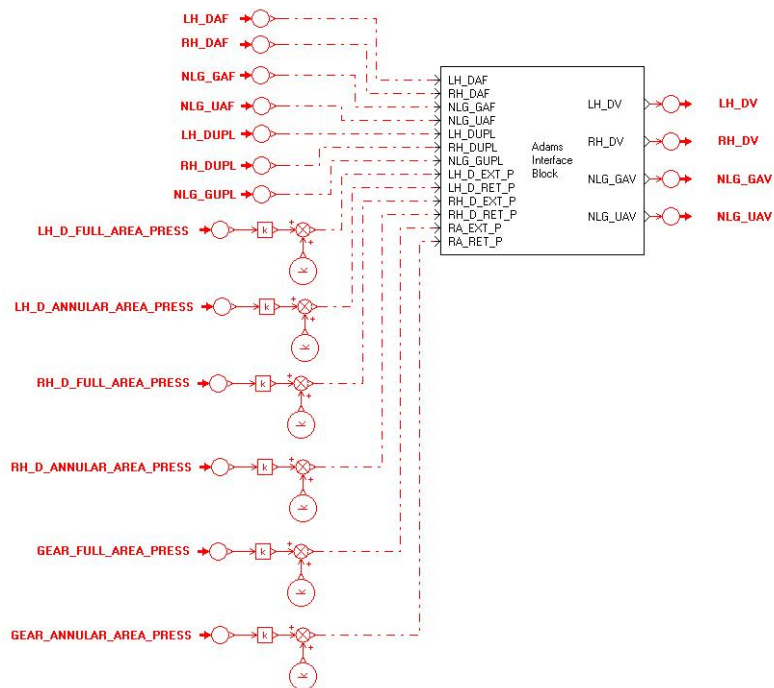 LH_DAF
RH_DAF
NLG_GAF
NLG_UAF
LH_DUPL
RH_DUPL
NLG_GUPL
LH_D_FULL_AREA_PRESS
k
+
+
k
LH_D_ANNULAR_AREA_PRESS
k
+
+
k
RH_D_FULL_AREA_PRESS
k
+
+
k
RH_D_ANNULAR_AREA_PRESS
k
+
+
k
GEAR_FULL_AREA_PRESS
k
+
+
k
GEAR_ANNULAR_AREA_PRESS
k
+
+
k
LH_DAF
RH_DAF
NLG_GAF
NLG_UAF
LH_DUPL
RH_DUPL
NLG_GUPL
LH_D_EXT_P
LH_D_RET_P
RH_D_EXT_P
RH_D_RET_P
RA_EXT_P
RA_RET_P
Adams
Interface
Block
LH_DV
RH_DV
NLG_GAV
NLG_UAV
LH_DV
RH_DV
NLG_GAV
NLG_UAV